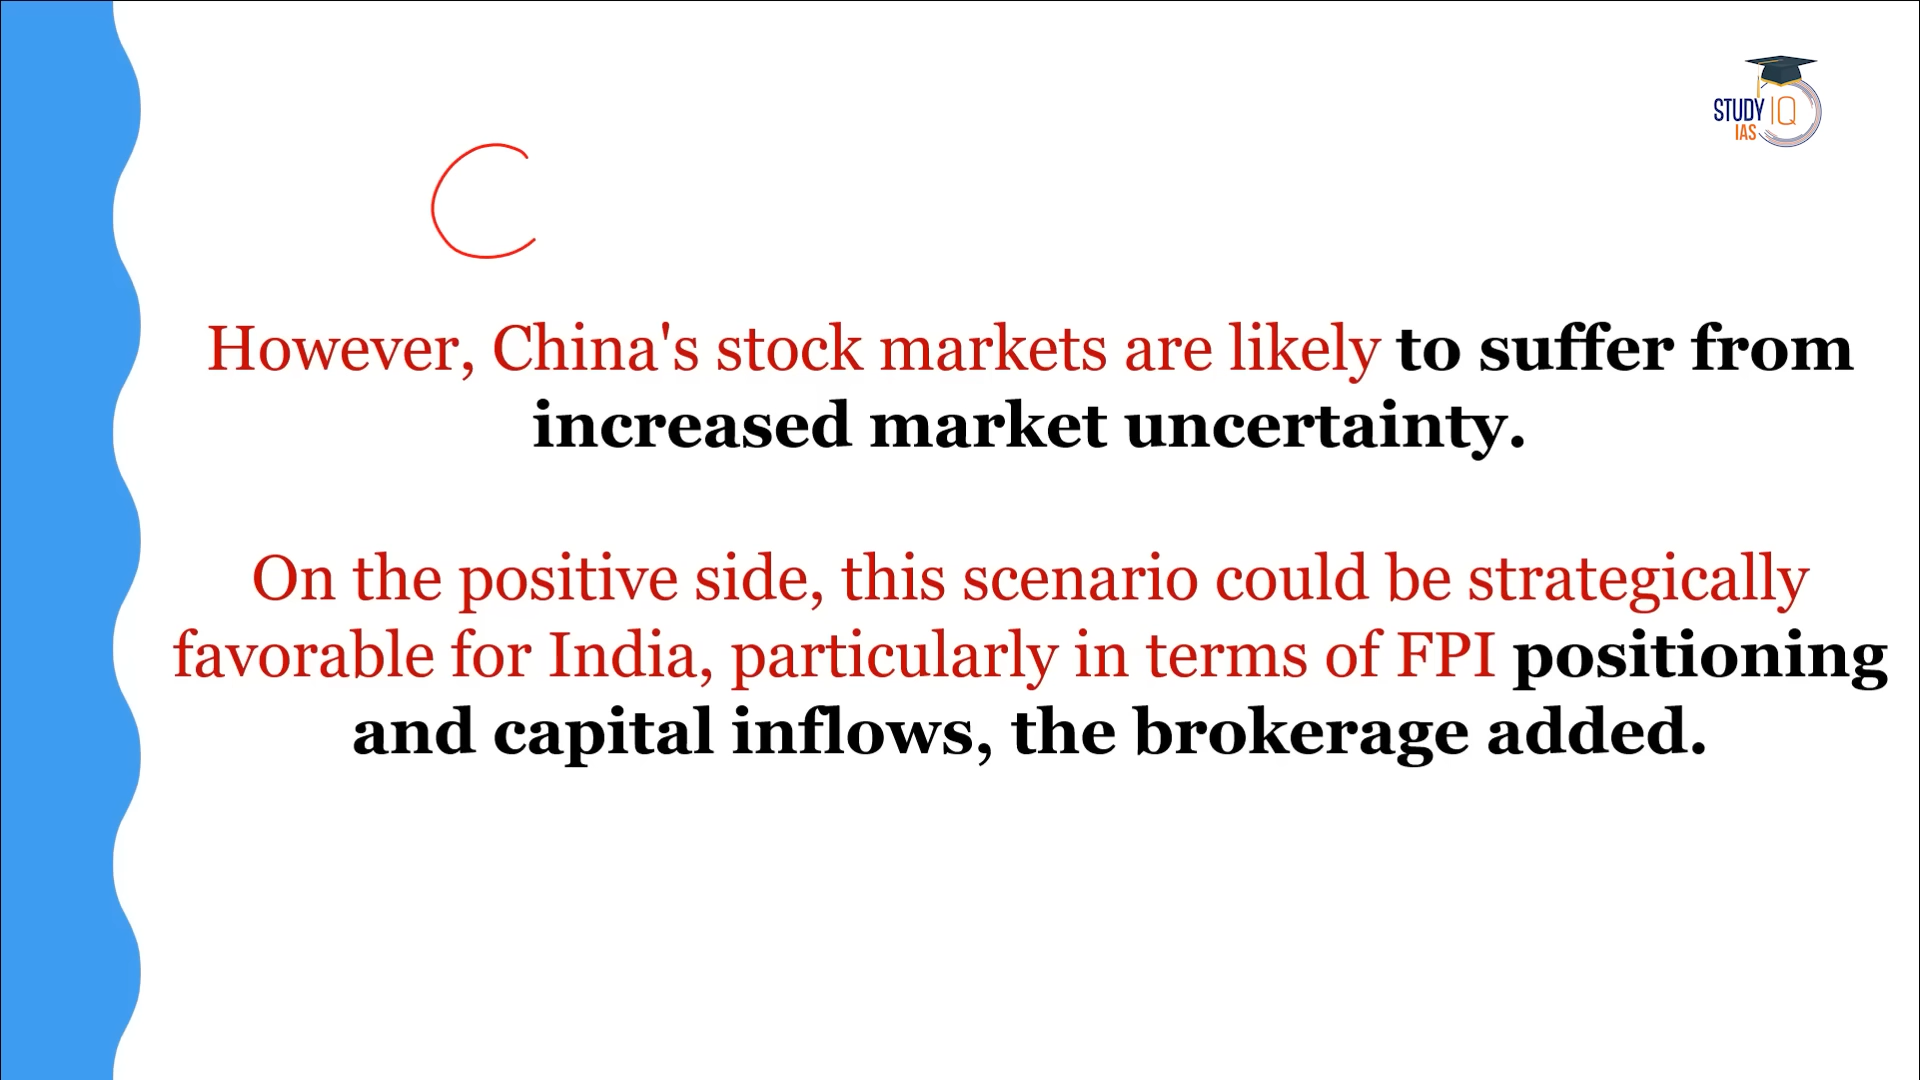 STUDY IQ
IAS
C
However, China's stock markets are likely to suffer from
increased market uncertainty.
On the positive side, this scenario could be strategically
favorable for India, particularly in terms of FPI positioning
and capital inflows, the brokerage added.